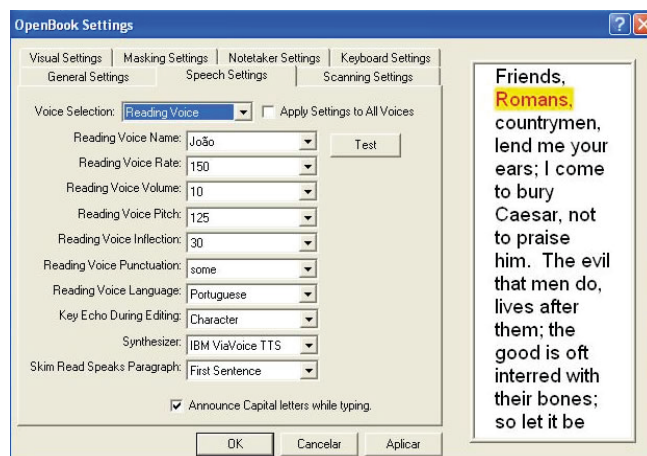 OpenBook Settings
Visual Settings Masking Settings Notetaker Settings Keyboard Settings
General Settings Speech Settings Scanning Settings
Voice Selection: Reading Voice Apply Settings to All Voices
Reading Voice Name: João Test
Reading Voice Rate: 150
Reading Voice Volume: 10
Reading Voice Pitch: 125
Reading Voice Inflection: 30
Reading Voice Punctuation: some
Reading Voice Language: Portuguese
Key Echo During Editing: Character
Synthesizer: IBM ViaVoice TTS
Skim Read Speaks Paragraph: First Sentence
Announce Capital letters while typing.
OK Cancelar Aplicar
Friends,
Romans,
countrymen,
lend me your
ears; I come
to bury
Caesar, not
to praise
him. The evil
that men do,
lives after
them; the
good is oft
interred with
their bones;
so let it be